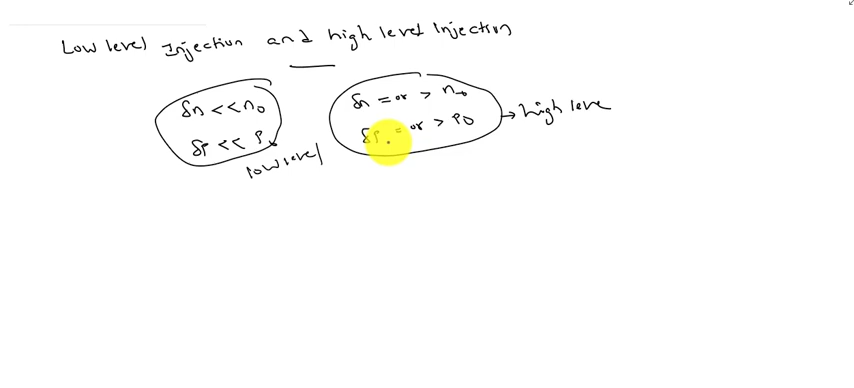 Low level Injection and high level Injection
δn << n₀
δp << p₀
low level
δn = or > n₀
δp = or > p₀
→ high leve